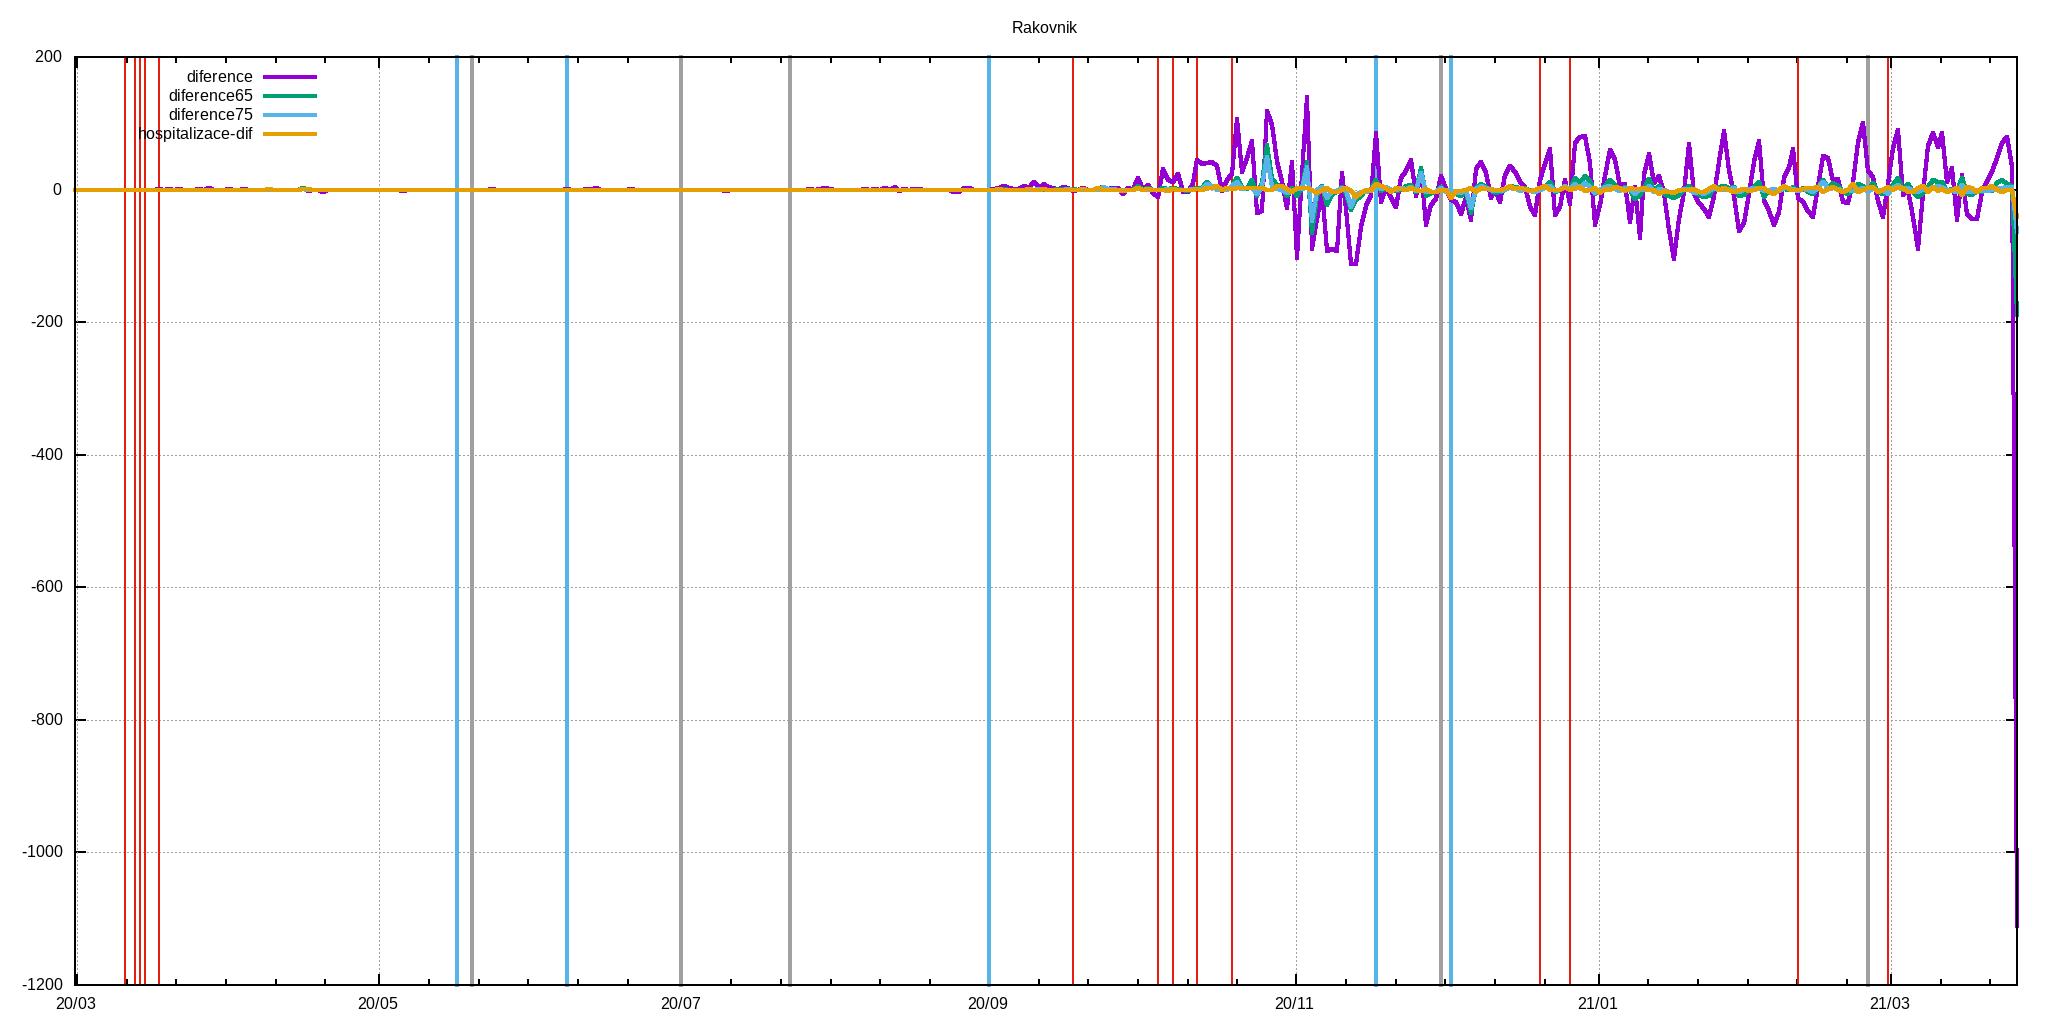 Rakovnik
200
diference
diference65
diference75
hospitalizace-dif
0
-200
-400
-600
-800
-1000
-1200
20/03 20/05 20/07 20/09 20/11 21/01 21/03